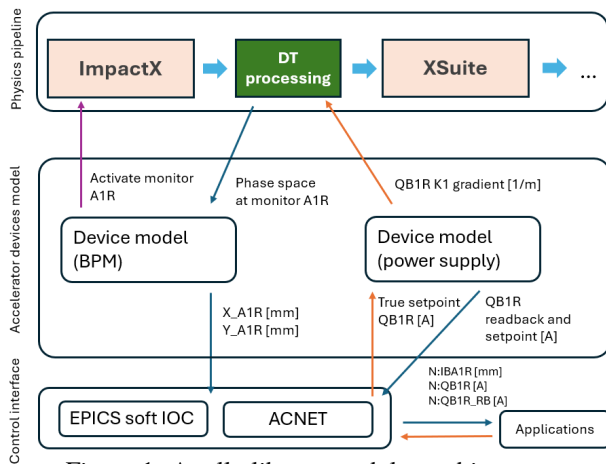 Physics pipeline
ImpactX
DT
processing
XSuite
...
Accelerator devices model
Activate monitor
A1R
Phase space
at monitor A1R
QB1R K1 gradient [1/m]
Device model
(BPM)
Device model
(power supply)
X_A1R [mm]
Y_A1R [mm]
True setpoint
QB1R [A]
QB1R
readback and
setpoint [A]
Control interface
EPICS soft IOC
ACNET
N:IBA1R [mm]
N:QB1R [A]
N:QB1R_RB [A]
Applications